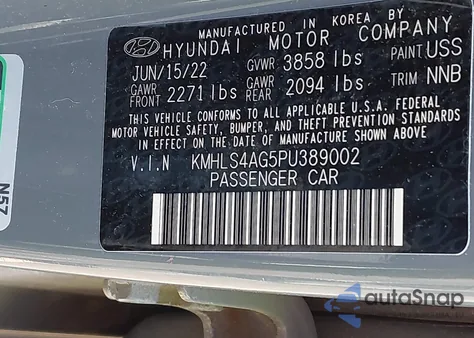 MANUFACTURED IN KOREA BY
HYUNDAI MOTOR COMPANY
JUN/15/22 GVWR 3858 lbs PAINT USS
GAWR FRONT 2271 lbs GAWR REAR 2094 lbs TRIM NNB
THIS VEHICLE CONFORMS TO ALL APPLICABLE U.S.A. FEDERAL
MOTOR VEHICLE SAFETY, BUMPER, AND THEFT PREVENTION STANDARDS
IN EFFECT ON THE DATE OF MANUFACTURE SHOWN ABOVE.
V.I.N KMHLS4AG5PU389002
PASSENGER CAR
N57
autoSnap